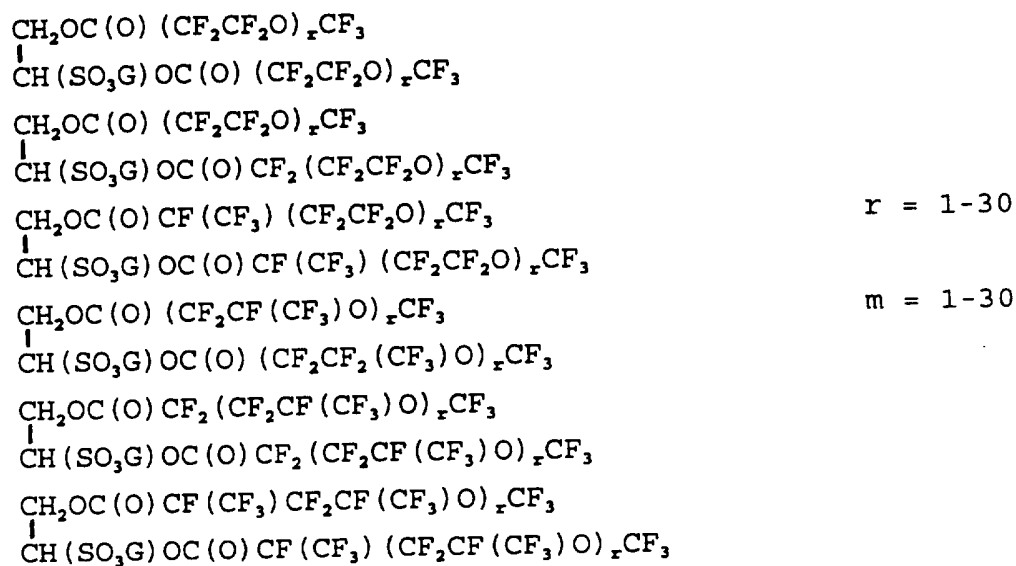 CH₂OC(O)(CF₂CF₂O)ᵣCF₃
CH(SO₃G)OC(O)(CF₂CF₂O)ᵣCF₃
CH₂OC(O)(CF₂CF₂O)ᵣCF₃
CH(SO₃G)OC(O)CF₂(CF₂CF₂O)ᵣCF₃
CH₂OC(O)CF(CF₃)(CF₂CF₂O)ᵣCF₃
r = 1-30
CH(SO₃G)OC(O)CF(CF₃)(CF₂CF₂O)ᵣCF₃
CH₂OC(O)(CF₂CF(CF₃)O)ᵣCF₃
m = 1-30
CH(SO₃G)OC(O)(CF₂CF₂(CF₃)O)ᵣCF₃
CH₂OC(O)CF₂(CF₂CF(CF₃)O)ᵣCF₃
CH(SO₃G)OC(O)CF₂(CF₂CF(CF₃)O)ᵣCF₃
CH₂OC(O)CF(CF₃)CF₂CF(CF₃)O)ᵣCF₃
CH(SO₃G)OC(O)CF(CF₃)(CF₂CF(CF₃)O)ᵣCF₃